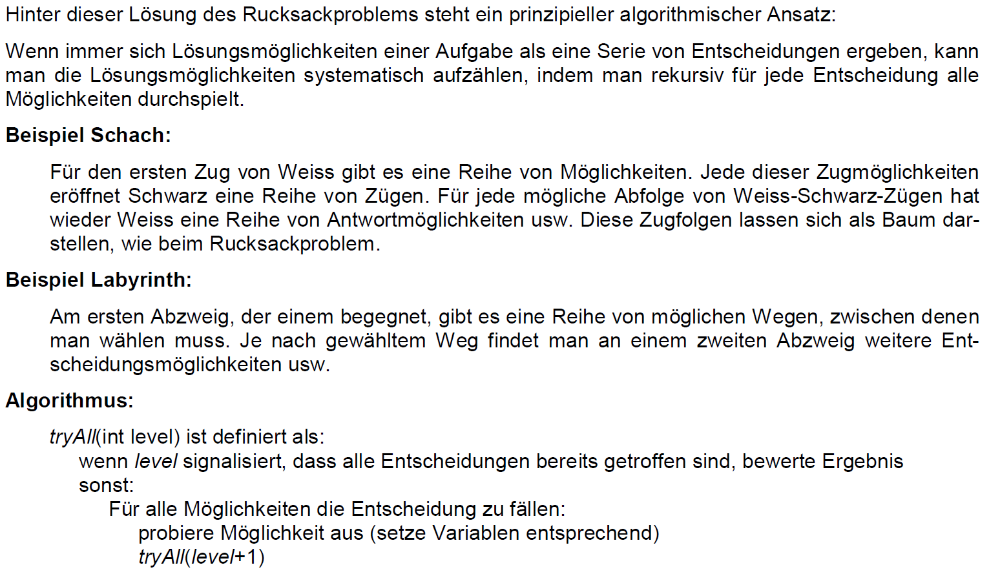 Hinter dieser Lösung des Rucksackproblems steht ein prinzipieller algorithmischer Ansatz:
Wenn immer sich Lösungsmöglichkeiten einer Aufgabe als eine Serie von Entscheidungen ergeben, kann
man die Lösungsmöglichkeiten systematisch aufzählen, indem man rekursiv für jede Entscheidung alle
Möglichkeiten durchspielt.
Beispiel Schach:
Für den ersten Zug von Weiss gibt es eine Reihe von Möglichkeiten. Jede dieser Zugmöglichkeiten
eröffnet Schwarz eine Reihe von Zügen. Für jede mögliche Abfolge von Weiss-Schwarz-Zügen hat
wieder Weiss eine Reihe von Antwortmöglichkeiten usw. Diese Zugfolgen lassen sich als Baum dar-
stellen, wie beim Rucksackproblem.
Beispiel Labyrinth:
Am ersten Abzweig, der einem begegnet, gibt es eine Reihe von möglichen Wegen, zwischen denen
man wählen muss. Je nach gewähltem Weg findet man an einem zweiten Abzweig weitere Ent-
scheidungsmöglichkeiten usw.
Algorithmus:
tryAll(int level) ist definiert als:
wenn level signalisiert, dass alle Entscheidungen bereits getroffen sind, bewerte Ergebnis
sonst:
Für alle Möglichkeiten die Entscheidung zu fällen:
probiere Möglichkeit aus (setze Variablen entsprechend)
tryAll(level+1)